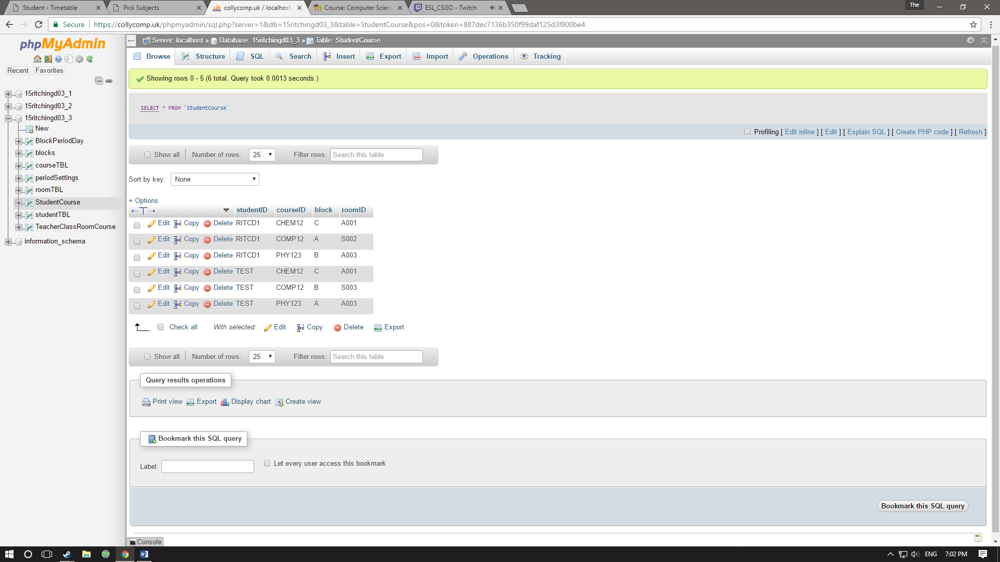 Student - Timetable
Pick Subjects
collycomp.uk / localhost
Course: Computer Scienc
ESL_CSGO - Twitch
The
Secure
https://collycomp.uk/phpmyadmin/sql.php?server=1&db=15ritchingd03_3&table=StudentCourse&pos=0&token=887dec7136b350f99daf125d3f800be4
phpMyAdmin
Recent
Favorites
15ritchingd03_1
15ritchingd03_2
15ritchingd03_3
New
BlockPeriodDay
blocks
courseTBL
periodSettings
roomTBL
StudentCourse
studentTBL
TeacherClassRoomCourse
information_schema
Server: localhost » Database: 15ritchingd03_3 » Table: StudentCourse
Browse Structure SQL Search Insert Export Import Operations Tracking
Showing rows 0 - 5 (6 total, Query took 0.0013 seconds.)
SELECT * FROM `StudentCourse`
Profiling [ Edit inline ] [ Edit ] [ Explain SQL ] [ Create PHP code ] [ Refresh ]
Show all Number of rows: 25 Filter rows: Search this table
Sort by key: None
+ Options
←T→ studentID courseID block roomID
Edit Copy Delete RITCD1 CHEM12 C A001
Edit Copy Delete RITCD1 COMP12 A S002
Edit Copy Delete RITCD1 PHY123 B A003
Edit Copy Delete TEST CHEM12 C A001
Edit Copy Delete TEST COMP12 B S003
Edit Copy Delete TEST PHY123 A A003
Check all With selected: Edit Copy Delete Export
Show all Number of rows: 25 Filter rows: Search this table
Query results operations
Print view Export Display chart Create view
Bookmark this SQL query
Label:
Let every user access this bookmark
Bookmark this SQL query
Console
ENG 7:02 PM